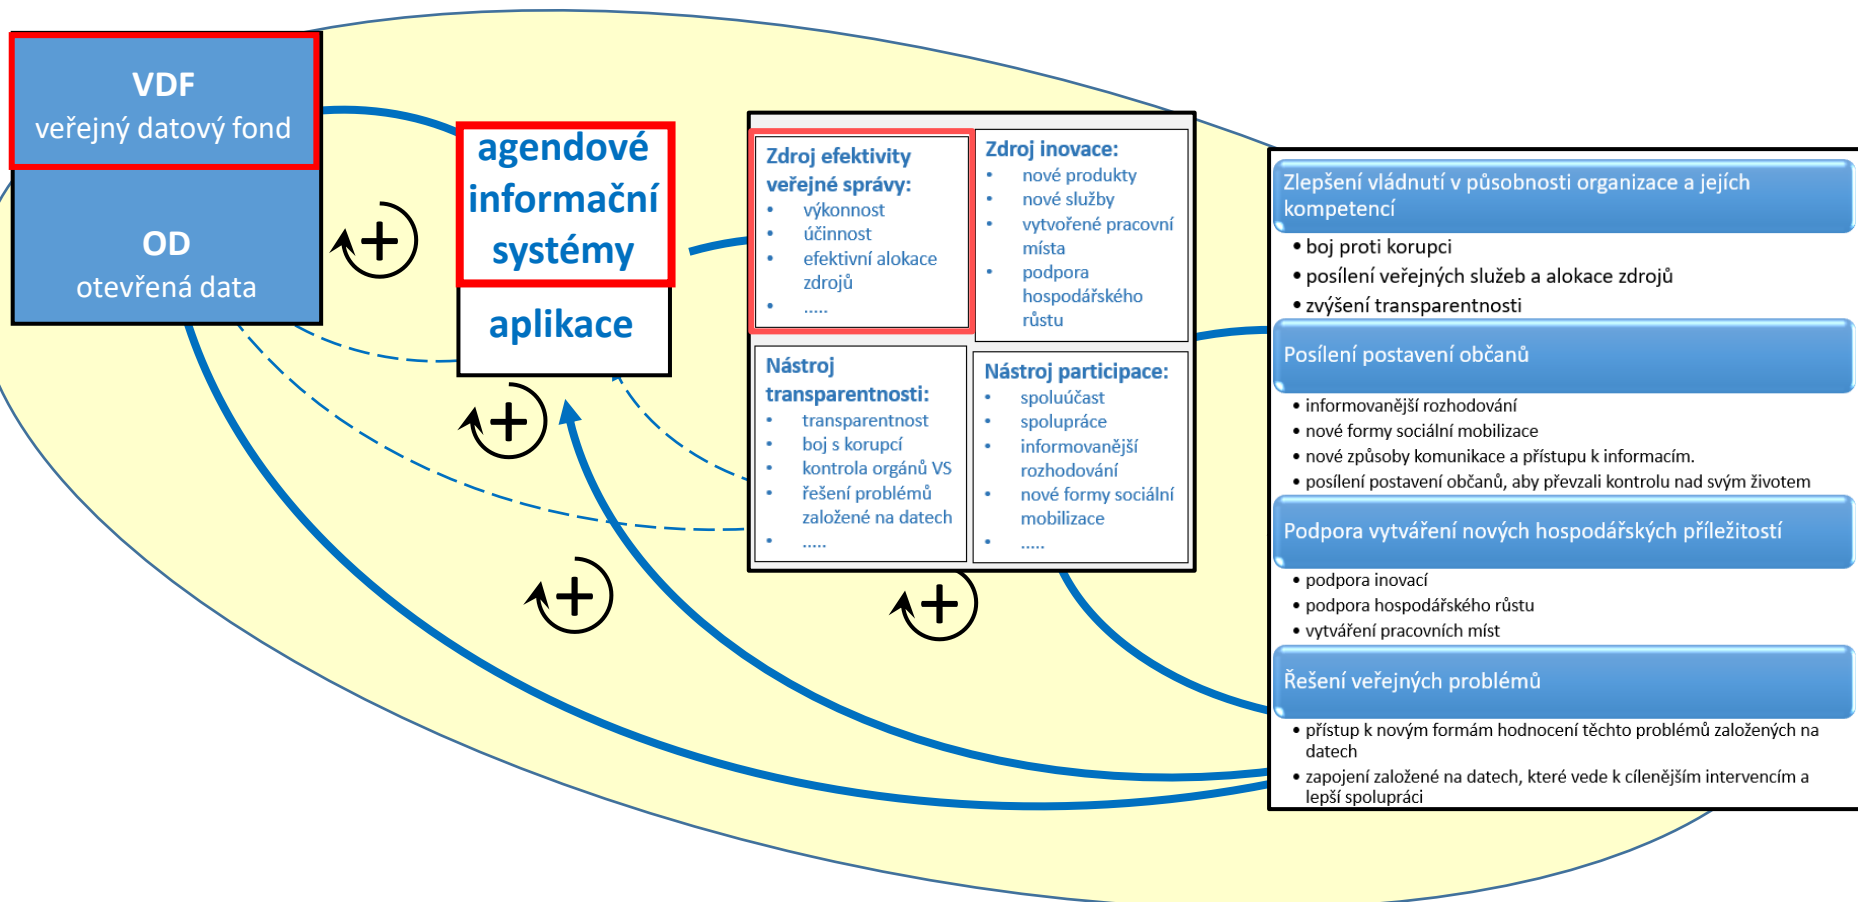 VDF
veřejný datový fond
OD
otevřená data
+
agendové
informační
systémy
aplikace
+
+
+
Zdroj efektivity
veřejné správy:
• výkonnost
• účinnost
• efektivní alokace
zdrojů
• .....
Zdroj inovace:
• nové produkty
• nové služby
• vytvořené pracovní
místa
• podpora
hospodářského
růstu
Nástroj
transparentnosti:
• transparentnost
• boj s korupcí
• kontrola orgánů VS
• řešení problémů
založené na datech
• .....
Nástroj participace:
• spoluúčast
• spolupráce
• informovanější
rozhodování
• nové formy sociální
mobilizace
• .....
Zlepšení vládnutí v působnosti organizace a jejích
kompetencí
• boj proti korupci
• posílení veřejných služeb a alokace zdrojů
• zvýšení transparentnosti
Posílení postavení občanů
• informovanější rozhodování
• nové formy sociální mobilizace
• nové způsoby komunikace a přístupu k informacím.
• posílení postavení občanů, aby převzali kontrolu nad svým životem
Podpora vytváření nových hospodářských příležitostí
• podpora inovací
• podpora hospodářského růstu
• vytváření pracovních míst
Řešení veřejných problémů
• přístup k novým formám hodnocení těchto problémů založených na
datech
• zapojení založené na datech, které vede k cílenějším intervencím a
lepší spolupráci